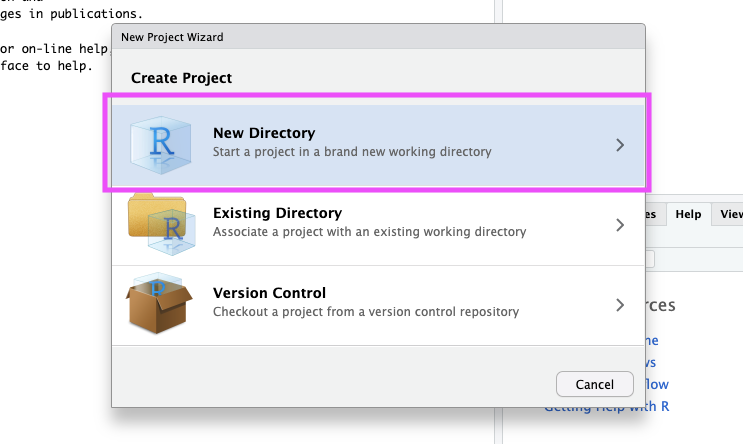 ges in publications.
or on-line help,
face to help.
New Project Wizard
Create Project
New Directory
Start a project in a brand new working directory
Existing Directory
Associate a project with an existing working directory
Version Control
Checkout a project from a version control repository
Cancel
es
Help
View
rces
ne
ws
low
Getting Help with R